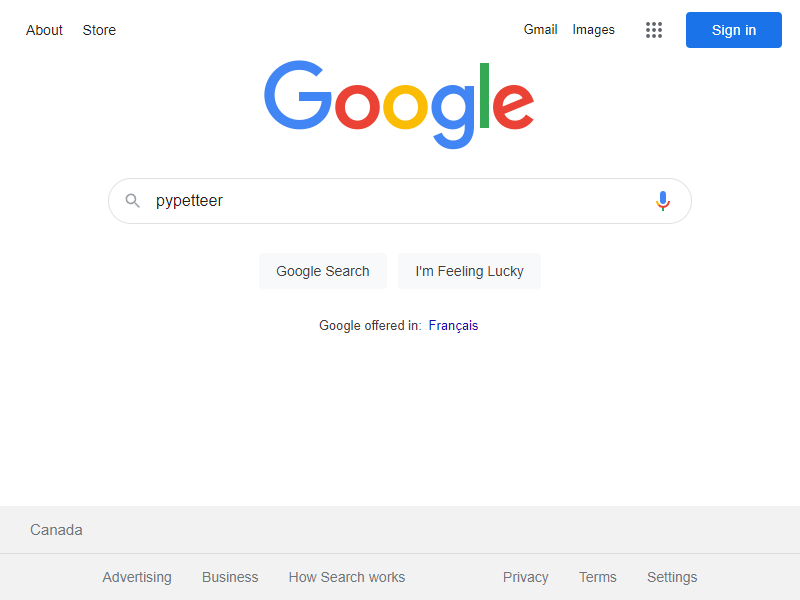 About Store Gmail Images Sign in
Google
pypetteer
Google Search I'm Feeling Lucky
Google offered in: Français
Canada
Advertising Business How Search works Privacy Terms Settings